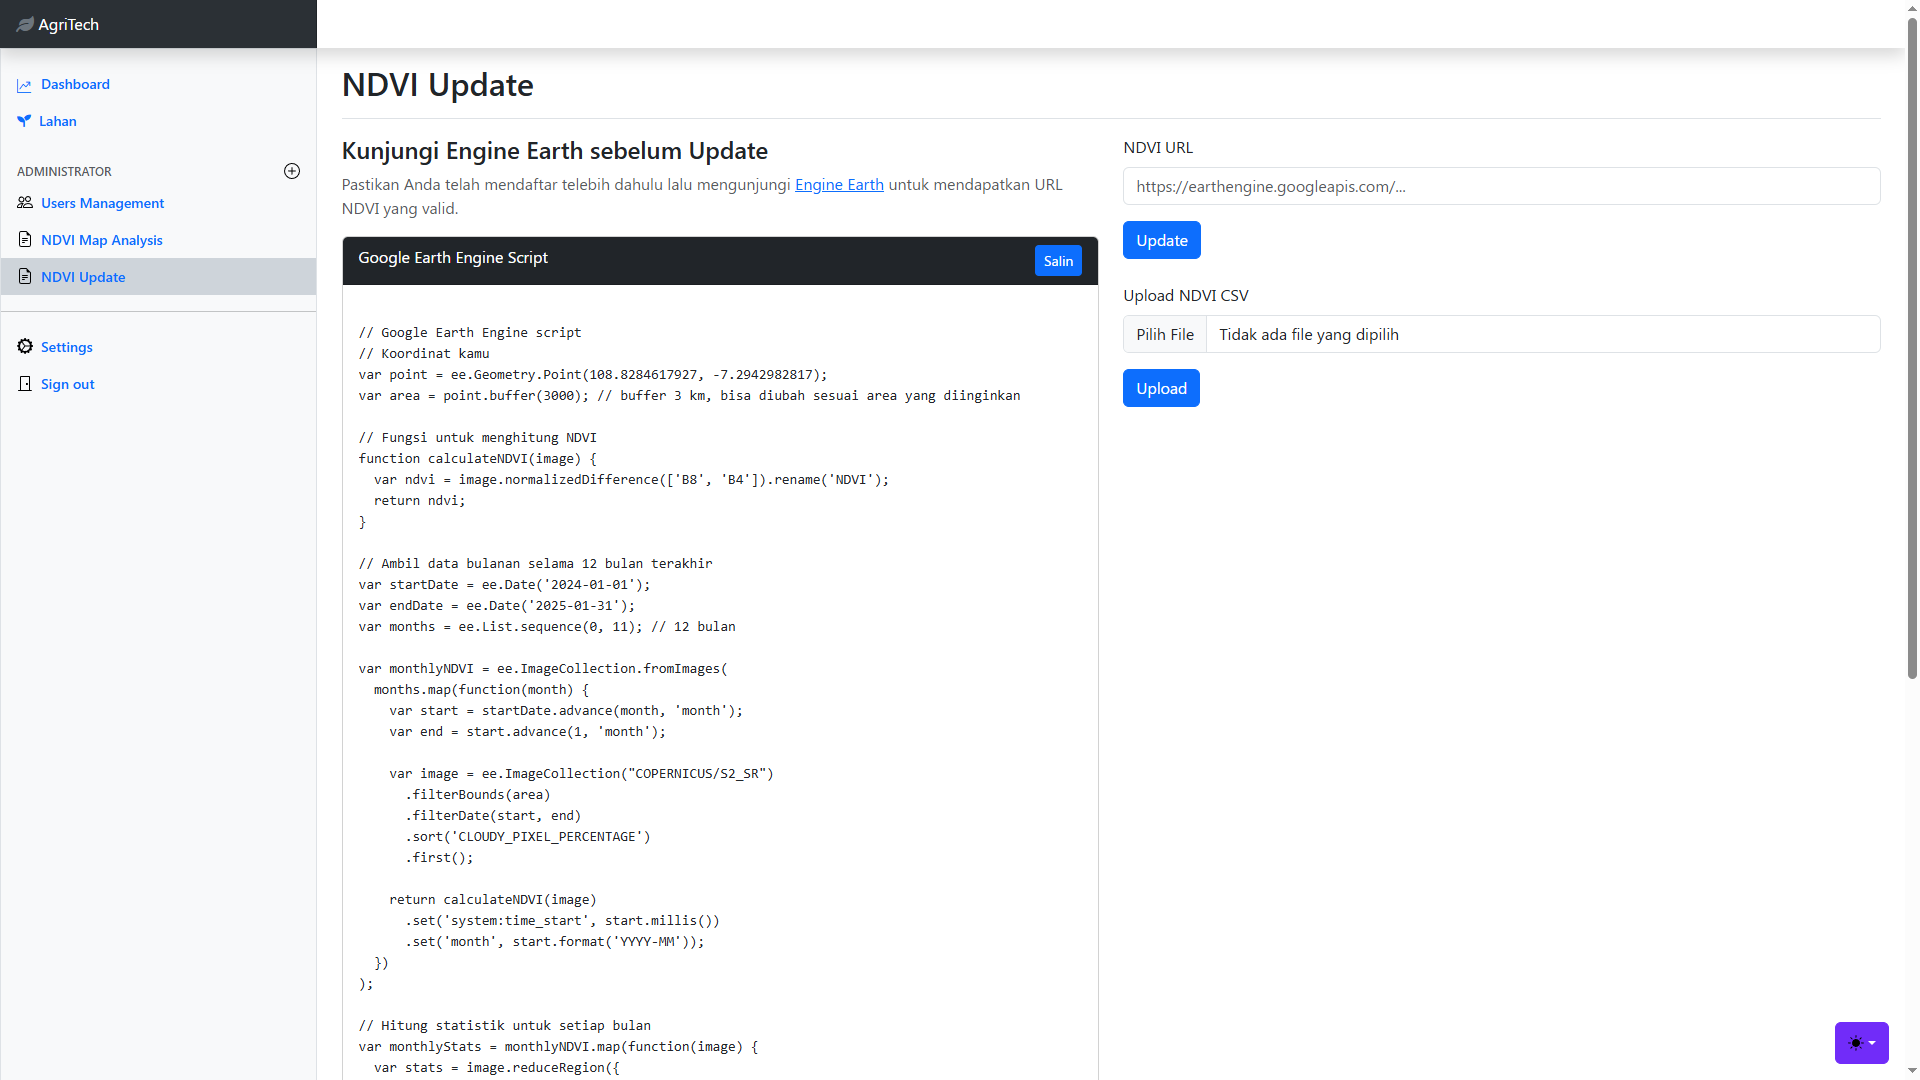 AgriTech
Dashboard
Lahan
ADMINISTRATOR
Users Management
NDVI Map Analysis
NDVI Update
Settings
Sign out
NDVI Update
Kunjungi Engine Earth sebelum Update
Pastikan Anda telah mendaftar telebih dahulu lalu mengunjungi Engine Earth untuk mendapatkan URL
NDVI yang valid.
Google Earth Engine Script
Salin
// Google Earth Engine script
// Koordinat kamu
var point = ee.Geometry.Point(108.8284617927, -7.2942982817);
var area = point.buffer(3000); // buffer 3 km, bisa diubah sesuai area yang diinginkan
// Fungsi untuk menghitung NDVI
function calculateNDVI(image) {
  var ndvi = image.normalizedDifference(['B8', 'B4']).rename('NDVI');
  return ndvi;
}
// Ambil data bulanan selama 12 bulan terakhir
var startDate = ee.Date('2024-01-01');
var endDate = ee.Date('2025-01-31');
var months = ee.List.sequence(0, 11); // 12 bulan
var monthlyNDVI = ee.ImageCollection.fromImages(
  months.map(function(month) {
    var start = startDate.advance(month, 'month');
    var end = start.advance(1, 'month');
    var image = ee.ImageCollection("COPERNICUS/S2_SR")
      .filterBounds(area)
      .filterDate(start, end)
      .sort('CLOUDY_PIXEL_PERCENTAGE')
      .first();
    return calculateNDVI(image)
      .set('system:time_start', start.millis())
      .set('month', start.format('YYYY-MM'));
  })
);
// Hitung statistik untuk setiap bulan
var monthlyStats = monthlyNDVI.map(function(image) {
  var stats = image.reduceRegion({
NDVI URL
https://earthengine.googleapis.com/...
Update
Upload NDVI CSV
Pilih File
Tidak ada file yang dipilih
Upload